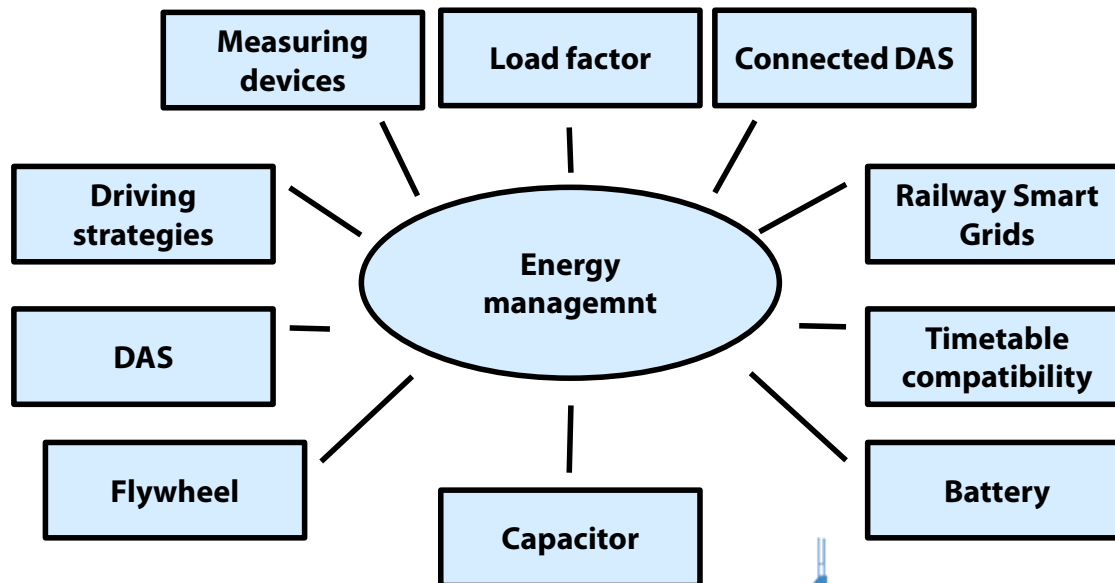 Measuring
devices
Load factor
Connected DAS
Driving
strategies
Railway Smart
Grids
Energy
managemnt
DAS
Timetable
compatibility
Flywheel
Capacitor
Battery